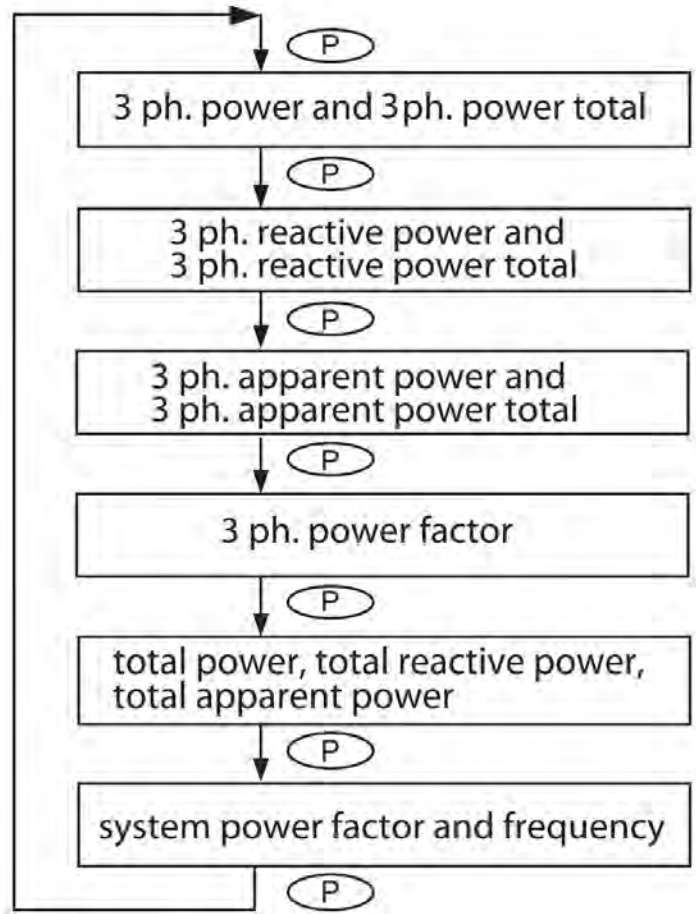 P
3 ph. power and 3 ph. power total
P
3 ph. reactive power and
3 ph. reactive power total
P
3 ph. apparent power and
3 ph. apparent power total
P
3 ph. power factor
P
total power, total reactive power,
total apparent power
P
system power factor and frequency
P